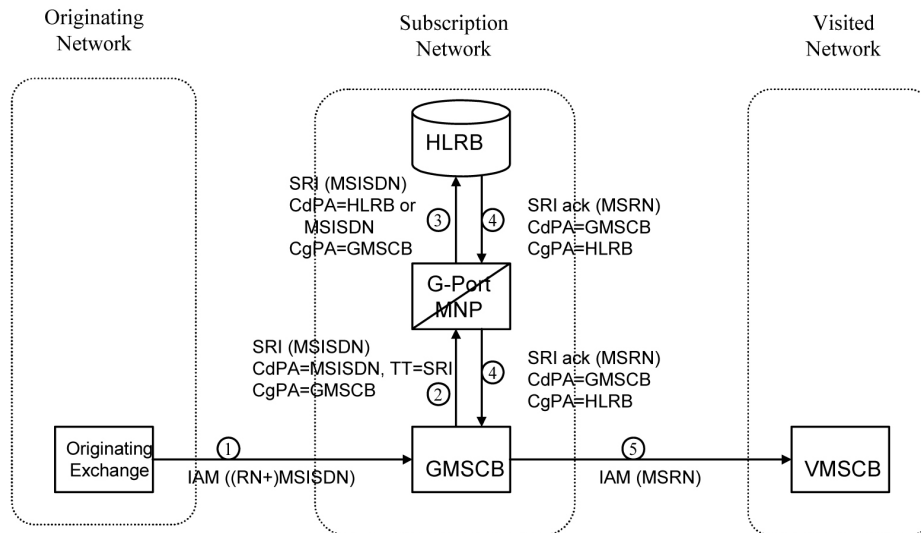 Originating
Network
Subscription
Network
Visited
Network
HLRB
SRI (MSISDN)
CdPA=HLRB or
MSISDN
CgPA=GMSCB
3
4
SRI ack (MSRN)
CdPA=GMSCB
CgPA=HLRB
G-Port
MNP
SRI (MSISDN)
CdPA=MSISDN, TT=SRI
CgPA=GMSCB
2
4
SRI ack (MSRN)
CdPA=GMSCB
CgPA=HLRB
Originating
Exchange
1
IAM ((RN+)MSISDN)
GMSCB
5
IAM (MSRN)
VMSCB